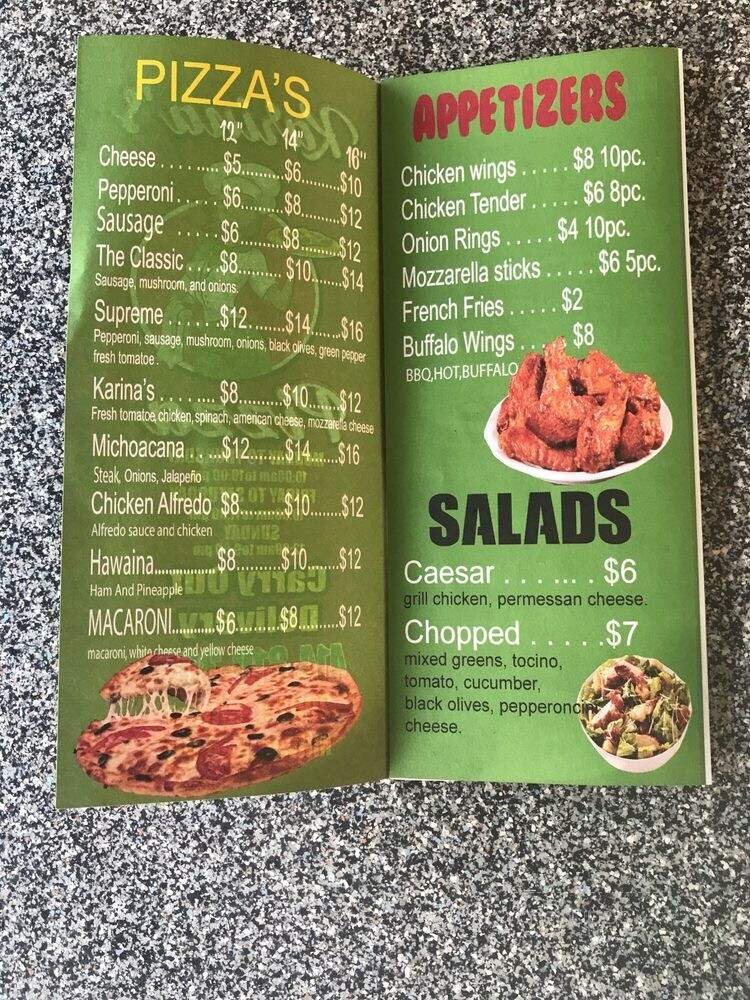 PIZZA'S
12" 14" 16"
Cheese . . . . . . . . $5..........$6.........$10
Pepperoni . . . . . $6.........$8.........$12
Sausage . . . . . $6.........$8.........$12
The Classic . . . . $8.......... $10.......$14
Sausage, mushroom, and onions.
Supreme . . . . . . $12.........$14.......$16
Pepperoni, sausage, mushroom, onions, black olives, green pepper
fresh tomatoe .
Karina's . . . . . . . . $8..........$10........$12
Fresh tomatoe, chicken, spinach, american cheese, mozzarella cheese
Michoacana . . . $12........$14.......$16
Steak, Onions, Jalapeño
Chicken Alfredo $8..........$10........$12
Alfredo sauce and chicken
Hawaina...............$8..........$10........$12
Ham And Pineapple
MACARONI.............$6..........$8..........$12
macaroni, white cheese and yellow cheese
APPETIZERS
Chicken wings . . . . . $8 10pc.
Chicken Tender . . . . . $6 8pc.
Onion Rings . . . . . $4 10pc.
Mozzarella sticks . . . . . $6 5pc.
French Fries . . . . . $2
Buffalo Wings . . . . . $8
BBQ,HOT,BUFFALO
SALADS
Caesar . . . . ... . . $6
grill chicken, permessan cheese.
Chopped . . . . . .$7
mixed greens, tocino,
tomato, cucumber,
black olives, pepperoncini
cheese.